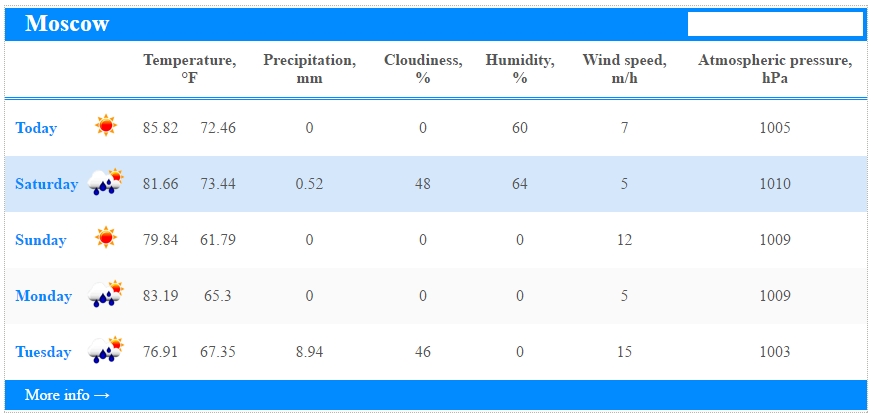 Moscow
Temperature, °F Precipitation, mm Cloudiness, % Humidity, % Wind speed, m/h Atmospheric pressure, hPa
Today 85.82 72.46 0 0 60 7 1005
Saturday 81.66 73.44 0.52 48 64 5 1010
Sunday 79.84 61.79 0 0 0 12 1009
Monday 83.19 65.3 0 0 0 5 1009
Tuesday 76.91 67.35 8.94 46 0 15 1003
More info →